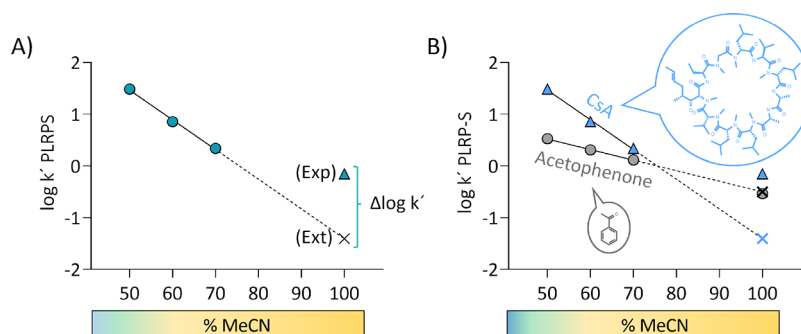 A)
log k´ PLRPS
2
1
0
-1
-2
(Exp)
(Ext)
Δlog k´
50 60 70 80 90 100
% MeCN
B)
log k´ PLRP-S
2
1
0
-1
-2
CsA
Acetophenone
50 60 70 80 90 100
% MeCN